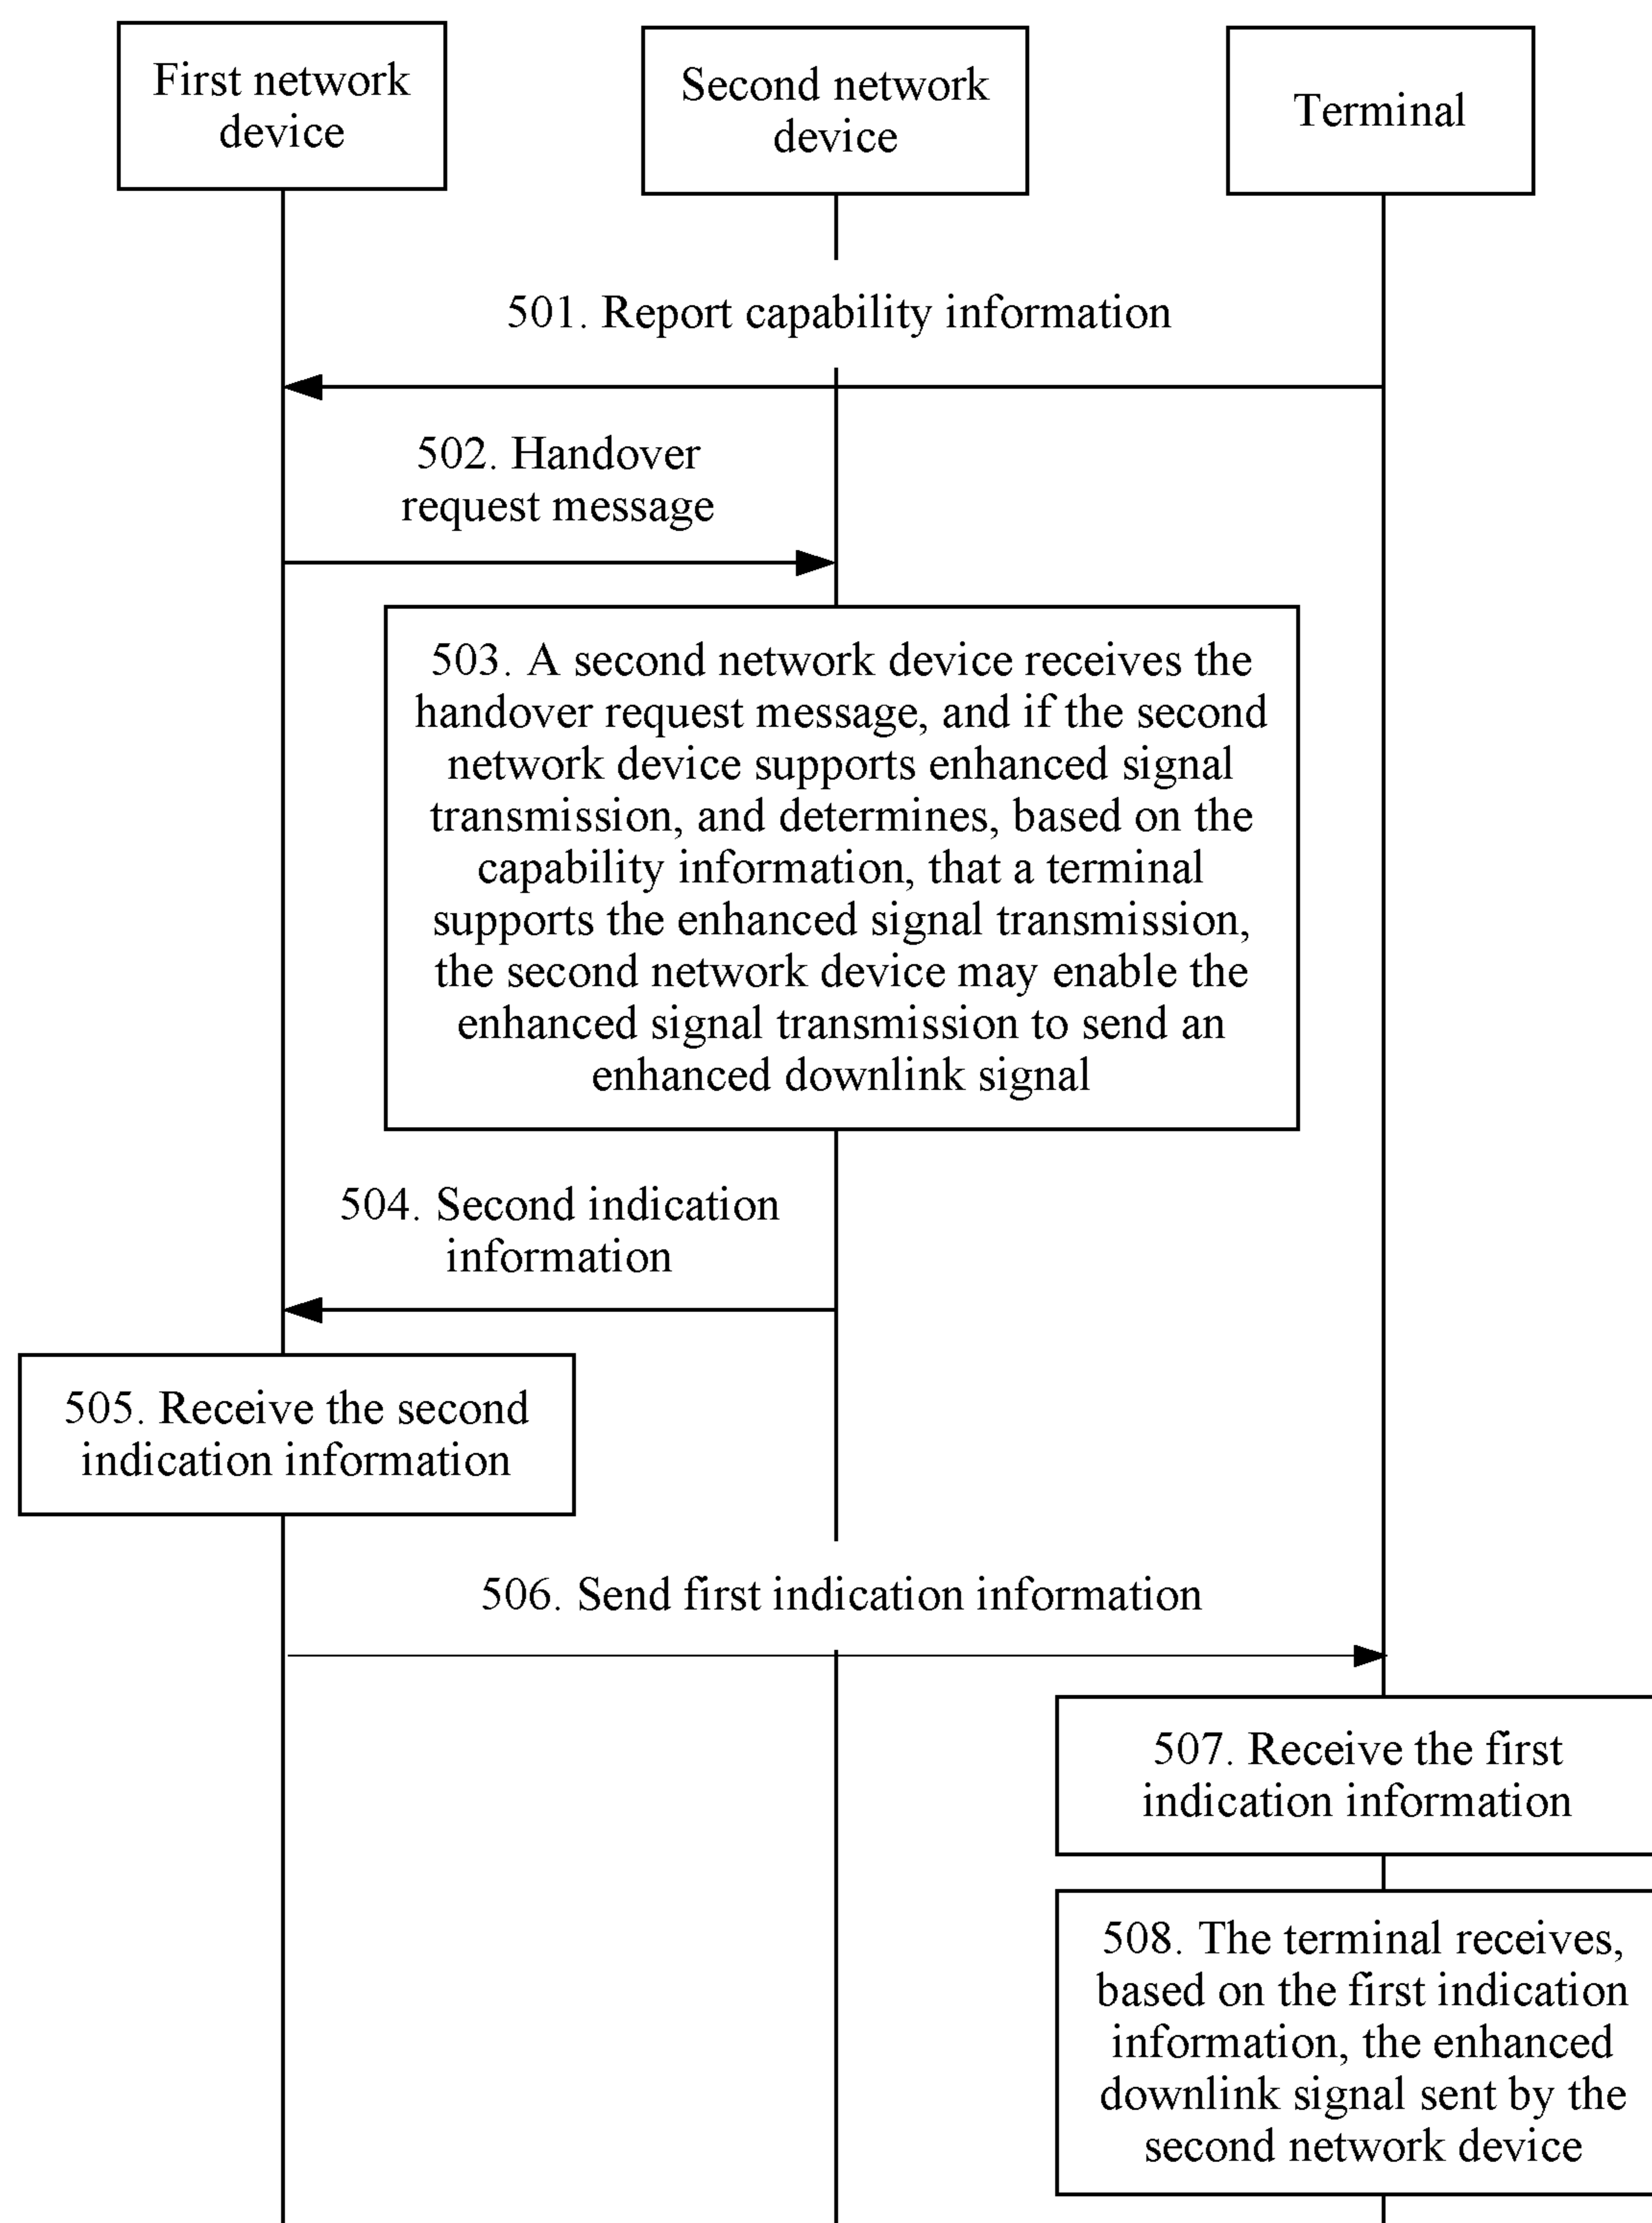 First network
device
Second network
device
Terminal
501. Report capability information
502. Handover
request message
503. A second network device receives the
handover request message, and if the second
network device supports enhanced signal
transmission, and determines, based on the
capability information, that a terminal
supports the enhanced signal transmission,
the second network device may enable the
enhanced signal transmission to send an
enhanced downlink signal
504. Second indication
information
505. Receive the second
indication information
506. Send first indication information
507. Receive the first
indication information
508. The terminal receives,
based on the first indication
information, the enhanced
downlink signal sent by the
second network device